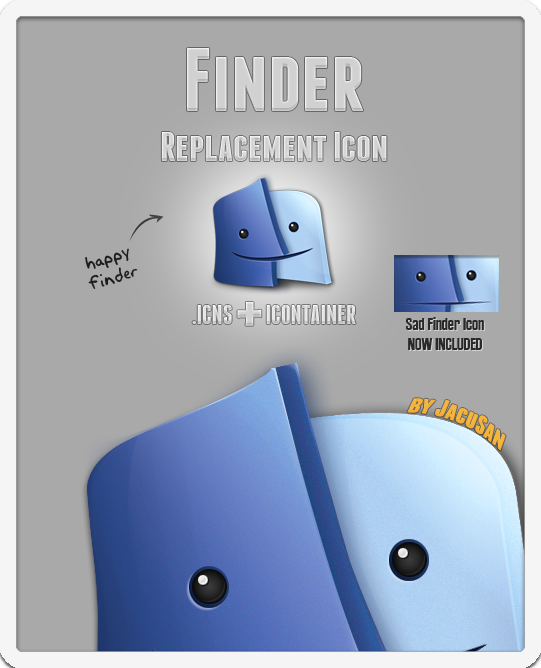 FINDER
REPLACEMENT ICON
happy
finder
.ICNS + ICONTAINER
Sad Finder Icon
NOW INCLUDED
BY JACUSAN